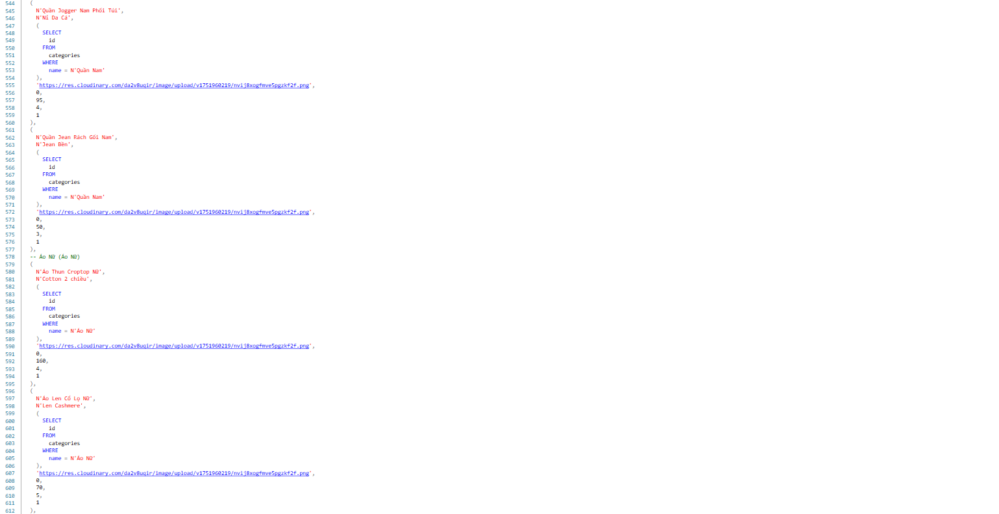 544 (
545 N'Quần Jogger Nam Phối Túi',
546 N'Nỉ Da Cá',
547 (
548 SELECT
549 id
550 FROM
551 categories
552 WHERE
553 name = N'Quần Nam'
554 ),
555 'https://res.cloudinary.com/da2v8uqir/image/upload/v1751960219/nvij8xogfmve5pgzkf2f.png',
556 0,
557 95,
558 4,
559 1
560 ),
561 (
562 N'Quần Jean Rách Gối Nam',
563 N'Jean Bền',
564 (
565 SELECT
566 id
567 FROM
568 categories
569 WHERE
570 name = N'Quần Nam'
571 ),
572 'https://res.cloudinary.com/da2v8uqir/image/upload/v1751960219/nvij8xogfmve5pgzkf2f.png',
573 0,
574 50,
575 3,
576 1
577 ),
578 -- Áo Nữ (Áo Nữ)
579 (
580 N'Áo Thun Croptop Nữ',
581 N'Cotton 2 chiều',
582 (
583 SELECT
584 id
585 FROM
586 categories
587 WHERE
588 name = N'Áo Nữ'
589 ),
590 'https://res.cloudinary.com/da2v8uqir/image/upload/v1751960219/nvij8xogfmve5pgzkf2f.png',
591 0,
592 160,
593 4,
594 1
595 ),
596 (
597 N'Áo Len Cổ Lọ Nữ',
598 N'Len Cashmere',
599 (
600 SELECT
601 id
602 FROM
603 categories
604 WHERE
605 name = N'Áo Nữ'
606 ),
607 'https://res.cloudinary.com/da2v8uqir/image/upload/v1751960219/nvij8xogfmve5pgzkf2f.png',
608 0,
609 70,
610 5,
611 1
612 ),